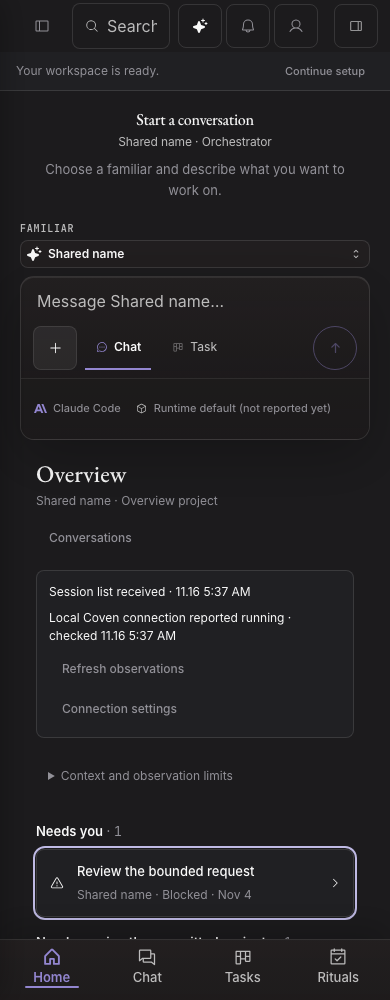 Search
Your workspace is ready.
Continue setup
Start a conversation
Shared name · Orchestrator
Choose a familiar and describe what you want to
work on.
FAMILIAR
Shared name
Message Shared name...
Chat
Task
Claude Code
Runtime default (not reported yet)
Overview
Shared name · Overview project
Conversations
Session list received · 11.16 5:37 AM
Local Coven connection reported running ·
checked 11.16 5:37 AM
Refresh observations
Connection settings
Context and observation limits
Needs you · 1
Review the bounded request
Shared name · Blocked · Nov 4
Home
Chat
Tasks
Rituals